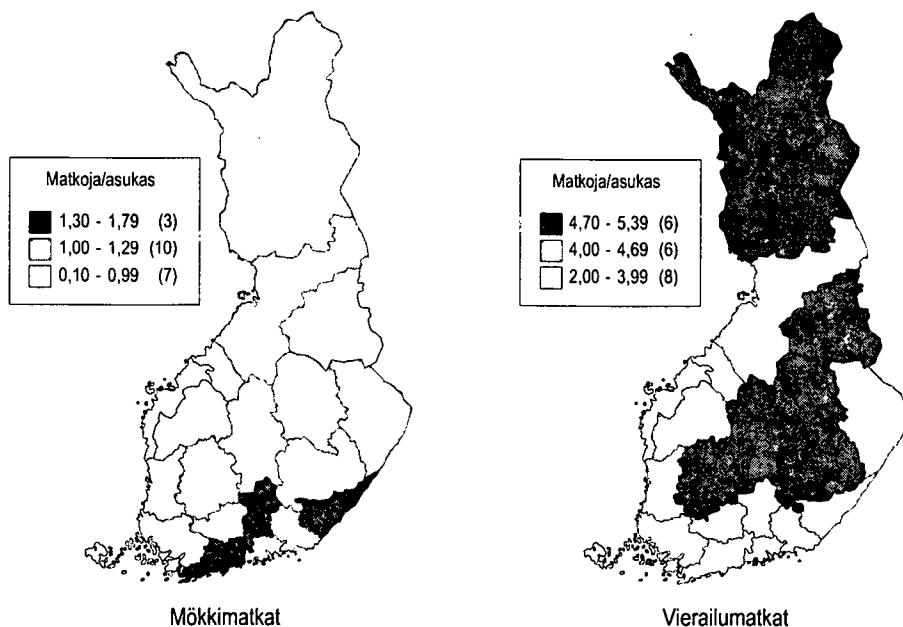 Matkoja/asukas
1,30 - 1,79 (3)
1,00 - 1,29 (10)
0,10 - 0,99 (7)
Mökkimatkat
Matkoja/asukas
4,70 - 5,39 (6)
4,00 - 4,69 (6)
2,00 - 3,99 (8)
Vierailumatkat